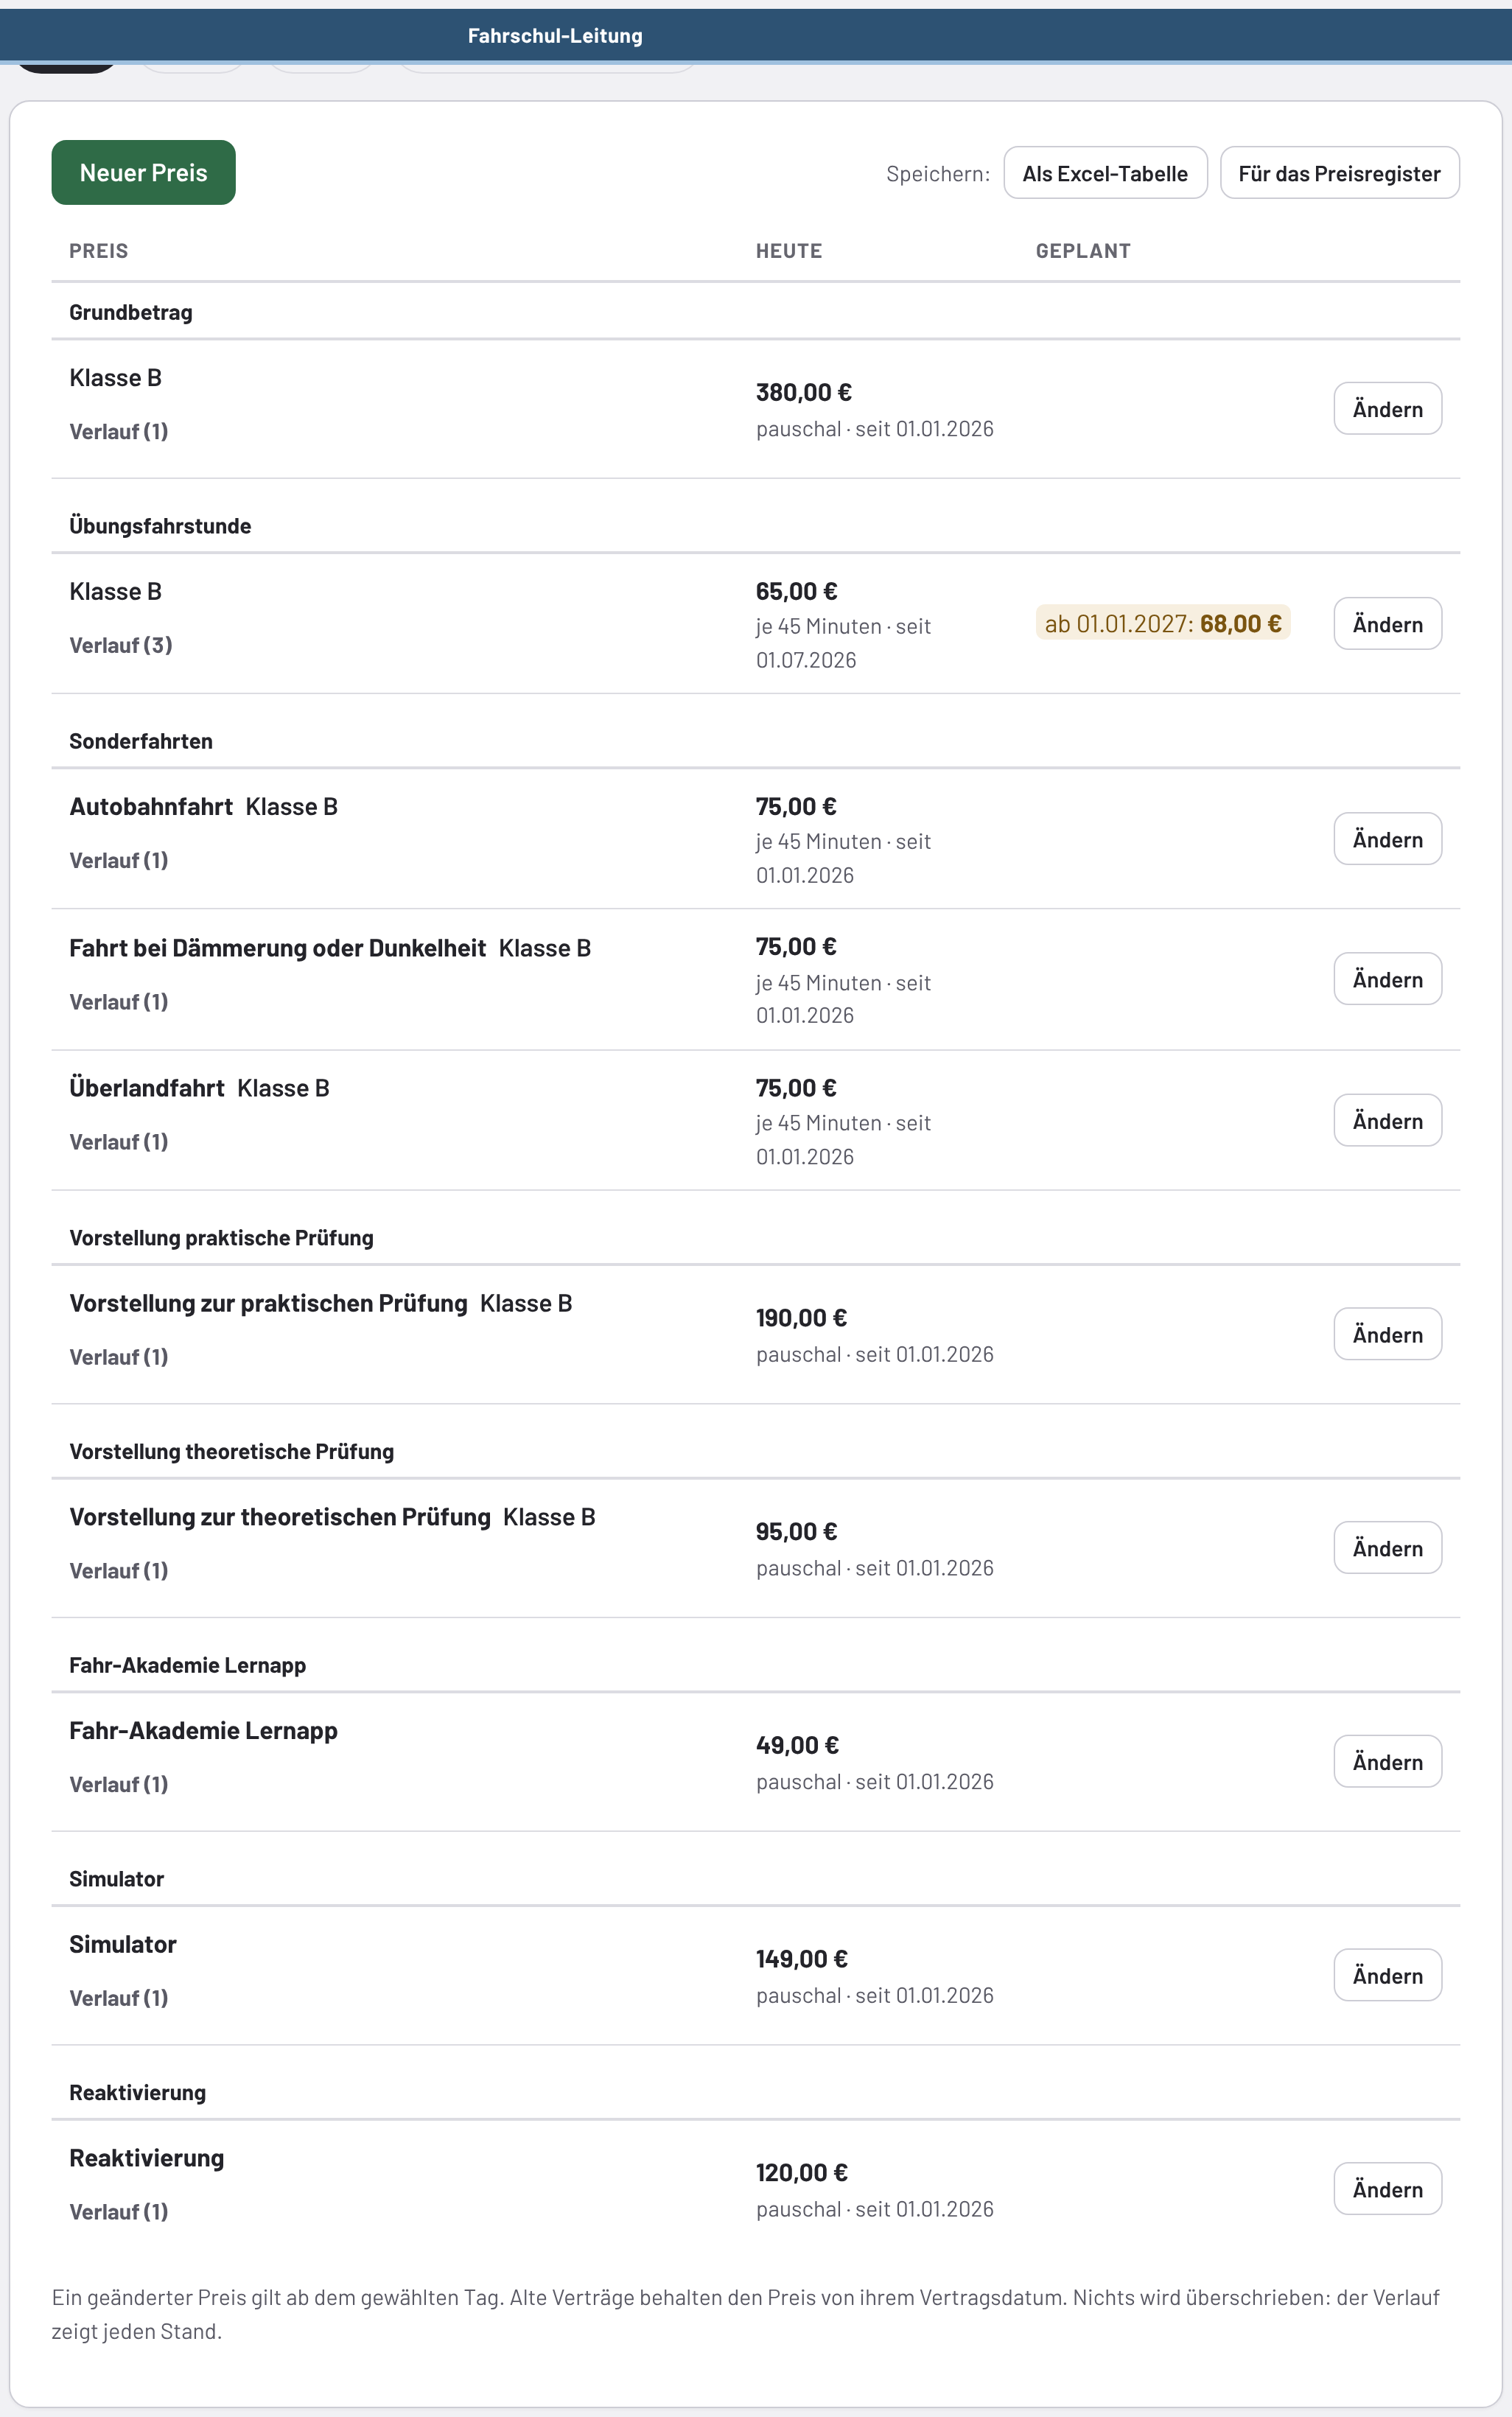 Fahrschul-Leitung
Neuer Preis
Speichern:
Als Excel-Tabelle
Für das Preisregister
PREIS
HEUTE
GEPLANT
Grundbetrag
Klasse B
Verlauf (1)
380,00 €
pauschal · seit 01.01.2026
Ändern
Übungsfahrstunde
Klasse B
Verlauf (3)
65,00 €
je 45 Minuten · seit
01.07.2026
ab 01.01.2027: 68,00 €
Ändern
Sonderfahrten
Autobahnfahrt Klasse B
Verlauf (1)
75,00 €
je 45 Minuten · seit
01.01.2026
Ändern
Fahrt bei Dämmerung oder Dunkelheit Klasse B
Verlauf (1)
75,00 €
je 45 Minuten · seit
01.01.2026
Ändern
Überlandfahrt Klasse B
Verlauf (1)
75,00 €
je 45 Minuten · seit
01.01.2026
Ändern
Vorstellung praktische Prüfung
Vorstellung zur praktischen Prüfung Klasse B
Verlauf (1)
190,00 €
pauschal · seit 01.01.2026
Ändern
Vorstellung theoretische Prüfung
Vorstellung zur theoretischen Prüfung Klasse B
Verlauf (1)
95,00 €
pauschal · seit 01.01.2026
Ändern
Fahr-Akademie Lernapp
Fahr-Akademie Lernapp
Verlauf (1)
49,00 €
pauschal · seit 01.01.2026
Ändern
Simulator
Simulator
Verlauf (1)
149,00 €
pauschal · seit 01.01.2026
Ändern
Reaktivierung
Reaktivierung
Verlauf (1)
120,00 €
pauschal · seit 01.01.2026
Ändern
Ein geänderter Preis gilt ab dem gewählten Tag. Alte Verträge behalten den Preis von ihrem Vertragsdatum. Nichts wird überschrieben: der Verlauf
zeigt jeden Stand.